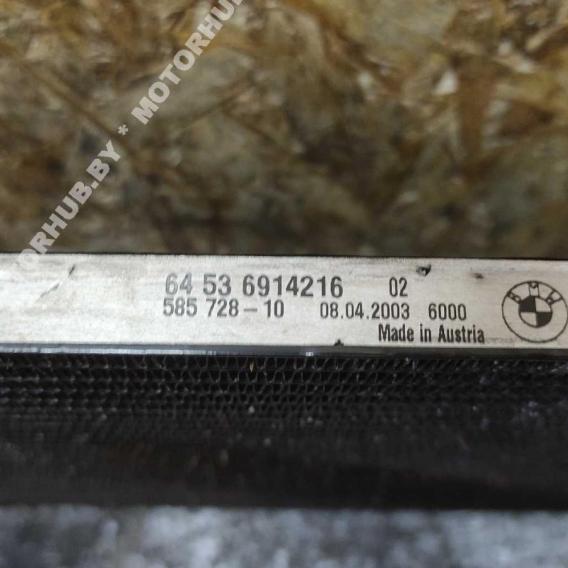 MOTORHUB.BY * MOTORHUB
64 53 6914216 02
585 728-10 08.04.2003 6000
Made in Austria